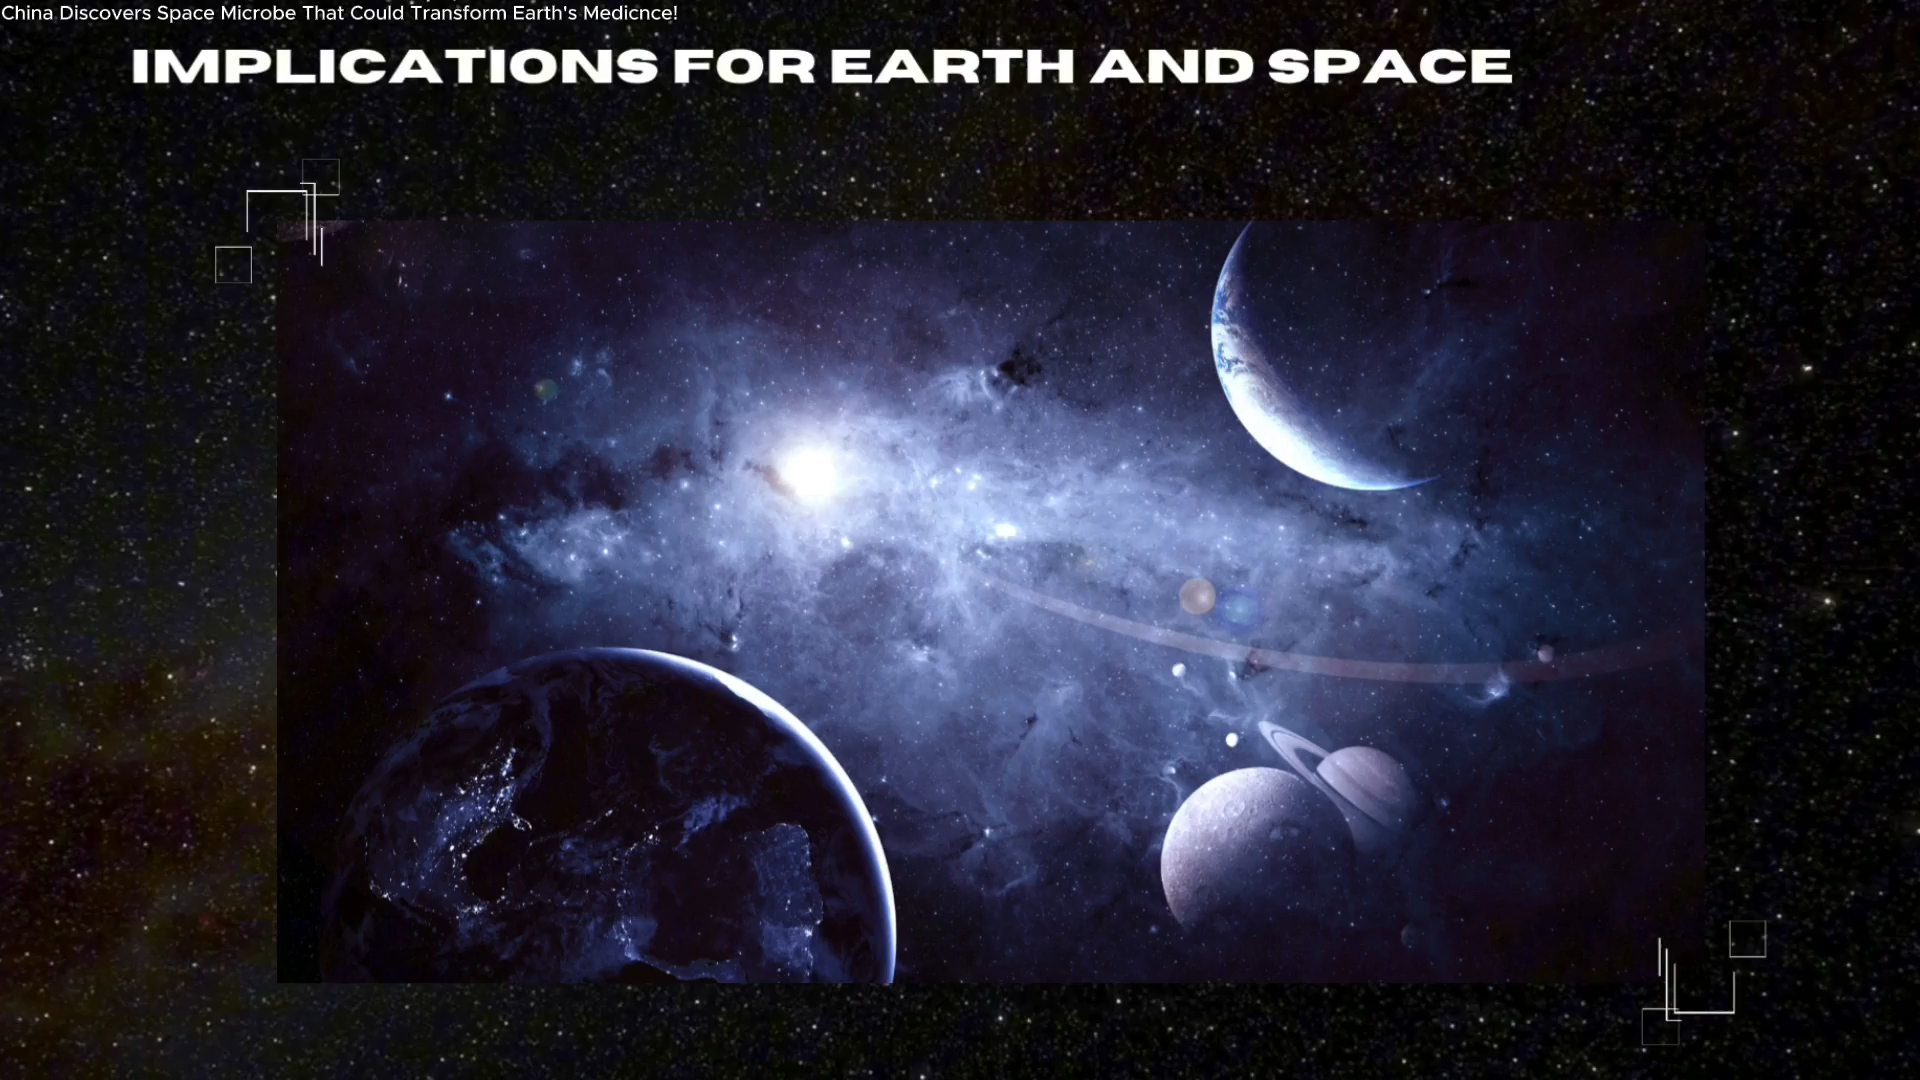 China Discovers Space Microbe That Could Transform Earth's Medicnce!
IMPLICATIONS FOR EARTH AND SPACE